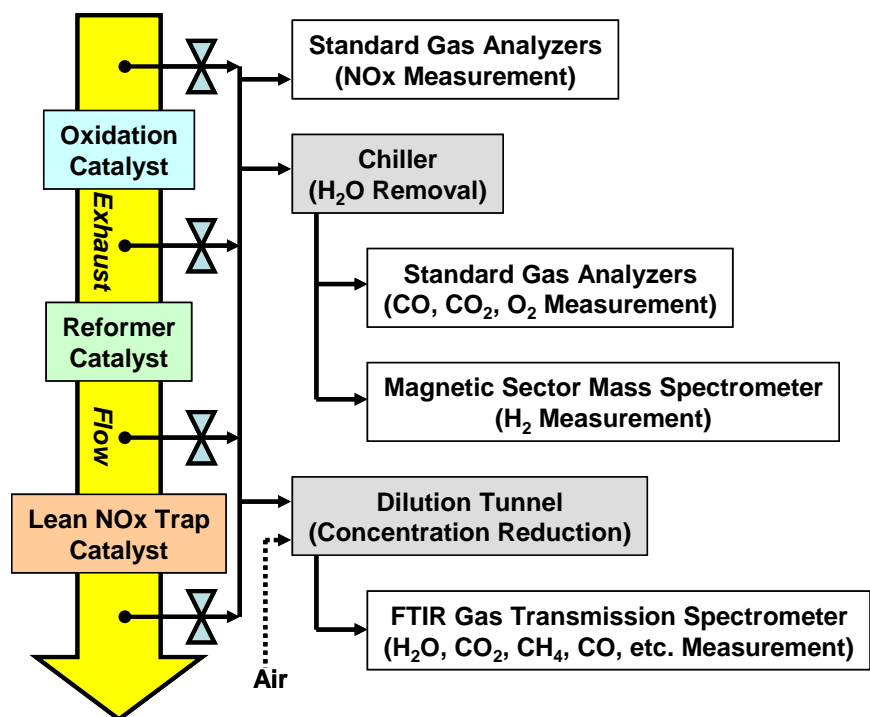 Standard Gas Analyzers
(NOx Measurement)
Oxidation
Catalyst
Chiller
(H₂O Removal)
Exhaust
Standard Gas Analyzers
(CO, CO₂, O₂ Measurement)
Reformer
Catalyst
Magnetic Sector Mass Spectrometer
(H₂ Measurement)
Flow
Dilution Tunnel
(Concentration Reduction)
Lean NOx Trap
Catalyst
FTIR Gas Transmission Spectrometer
(H₂O, CO₂, CH₄, CO, etc. Measurement)
Air